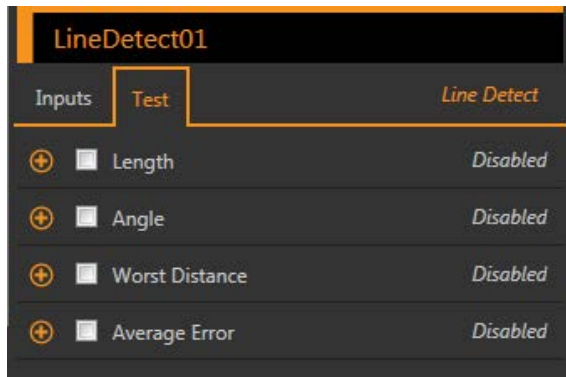 LineDetect01
Inputs Test Line Detect
Length Disabled
Angle Disabled
Worst Distance Disabled
Average Error Disabled